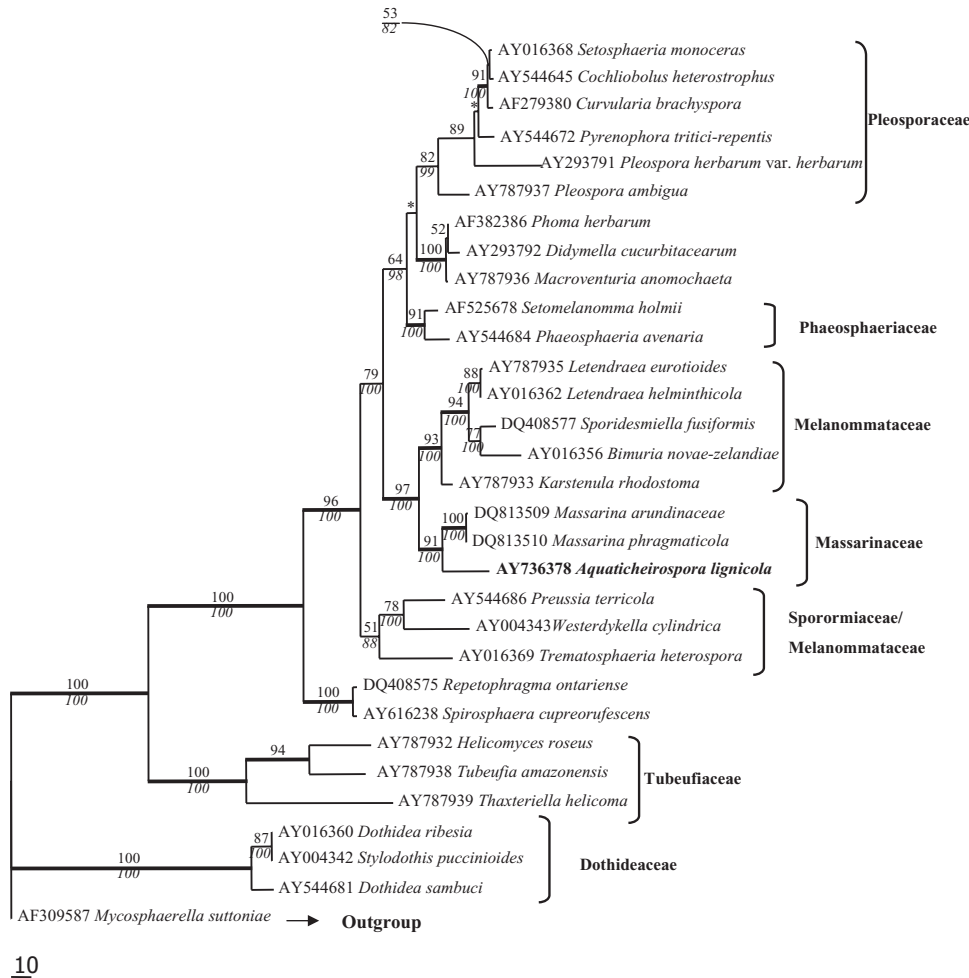 53
82
AY016368 Setosphaeria monoceras
AY544645 Cochliobolus heterostrophus
91
100
AF279380 Curvularia brachyspora
Pleosporaceae
*
89
AY544672 Pyrenophora tritici-repentis
82
99
AY293791 Pleospora herbarum var. herbarum
AY787937 Pleospora ambigua
*
AF382386 Phoma herbarum
52
100
100
AY293792 Didymella cucurbitacearum
64
98
AY787936 Macroventuria anomochaeta
AF525678 Setomelanomma holmii
91
100
Phaeosphaeriaceae
AY544684 Phaeosphaeria avenaria
AY787935 Letendraea eurotioides
79
100
88
100
AY016362 Letendraea helminthicola
94
100
DQ408577 Sporidesmiella fusiformis
Melanommataceae
93
100
77
100
AY016356 Bimuria novae-zelandiae
AY787933 Karstenula rhodostoma
97
100
96
100
DQ813509 Massarina arundinaceae
100
100
DQ813510 Massarina phragmaticola
Massarinaceae
91
100
AY736378 Aquaticheirospora lignicola
AY544686 Preussia terricola
100
100
78
100
Sporormiaceae/
Melanommataceae
51
88
AY004343Westerdykella cylindrica
AY016369 Trematosphaeria heterospora
100
100
DQ408575 Repetophragma ontariense
100
100
AY616238 Spirosphaera cupreorufescens
94
AY787932 Helicomyces roseus
100
100
AY787938 Tubeufia amazonensis
Tubeufiaceae
AY787939 Thaxteriella helicoma
87
100
AY016360 Dothidea ribesia
100
100
AY004342 Stylodothis puccinioides
Dothideaceae
AY544681 Dothidea sambuci
AF309587 Mycosphaerella suttoniae
Outgroup
10